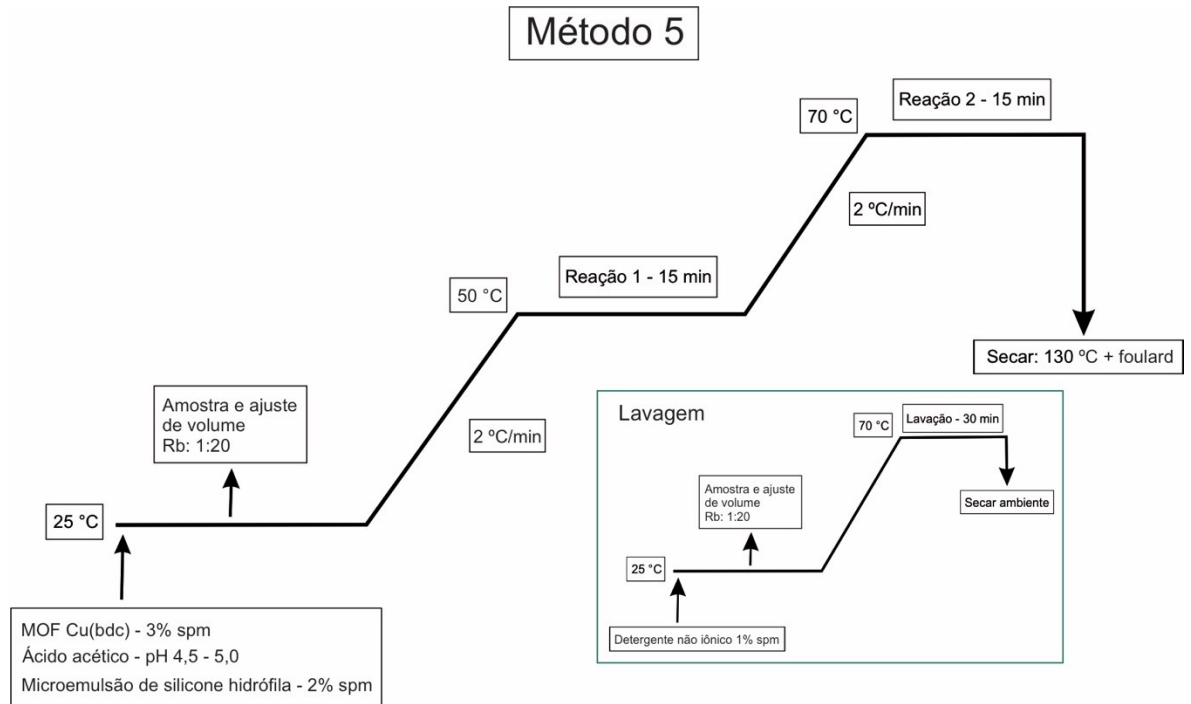 Método 5
70 °C
Reação 2 - 15 min
2 ºC/min
50 °C
Reação 1 - 15 min
Secar: 130 ºC + foulard
Amostra e ajuste
de volume
Rb: 1:20
2 ºC/min
25 °C
MOF Cu(bdc) - 3% spm
Ácido acético - pH 4,5 - 5,0
Microemulsão de silicone hidrófila - 2% spm
Lavagem
70 °C
Lavação - 30 min
Amostra e ajuste
de volume
Rb: 1:20
Secar ambiente
25 °C
Detergente não iônico 1% spm